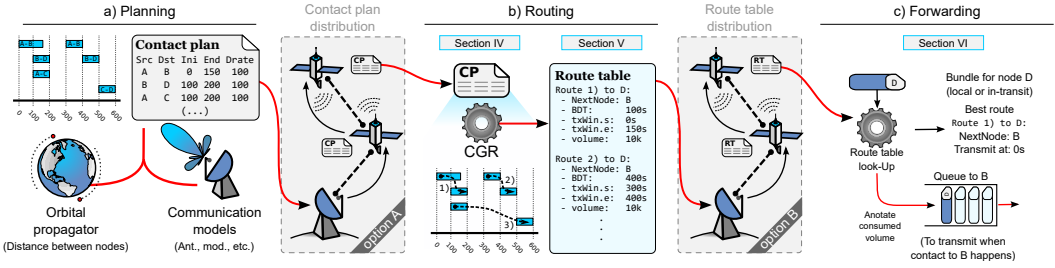 a) Planning
A-B
A-B
B-D
B-D
A-C
C-D
0
100
200
300
400
500
600
Contact plan
Src Dst Ini End Drate
A B 0 150 100
B D 100 200 100
A C 100 200 100
(...)
Orbital
propagator
(Distance between nodes)
Communication
models
(Ant., mod., etc.)
Contact plan
distribution
CP
option A
b) Routing
Section IV
CP
CP
CGR
1)
2)
3)
0
100
200
300
400
500
600
Section V
Route table
Route 1) to D:
- NextNode: B
- BDT: 100s
- txWin.s: 0s
- txWin.e: 150s
- volume: 10k
Route 2) to D:
- NextNode: B
- BDT: 400s
- txWin.s: 300s
- txWin.e: 400s
- volume: 10k
.
.
.
Route table
distribution
RT
option B
c) Forwarding
Section VI
RT
D
Bundle for node D
(local or in-transit)
Route table
look-Up
Best route
Route 1) to D:
NextNode: B
Transmit at: 0s
Anotate
consumed
volume
Queue to B
D
(To transmit when
contact to B happens)